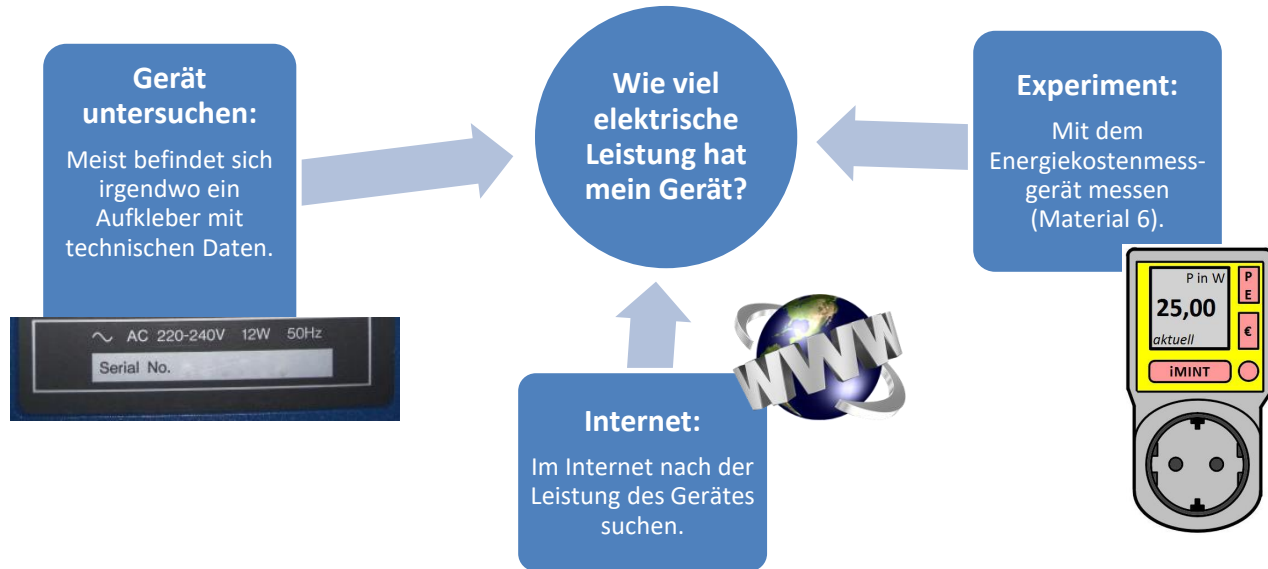 Gerät
untersuchen:
Meist befindet sich
irgendwo ein
Aufkleber mit
technischen Daten.
AC 220-240V 12W 50Hz
Serial No.
Wie viel
elektrische
Leistung hat
mein Gerät?
Experiment:
Mit dem
Energiekostenmess-
gerät messen
(Material 6).
P in W
25,00
aktuell
P
E
€
iMINT
WWW
Internet:
Im Internet nach der
Leistung des Gerätes
suchen.